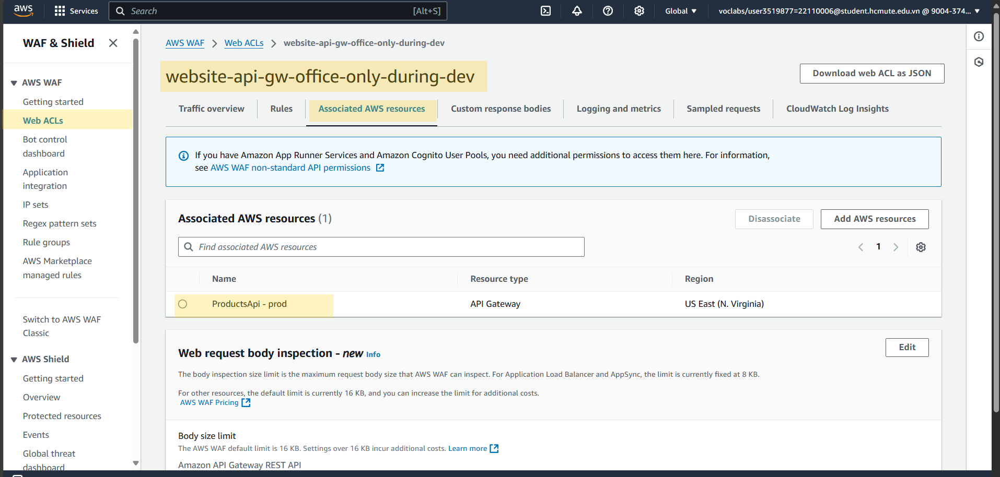 aws Services Search [Alt+S] Global voclabs/user3519877=22110006@student.hcmute.edu.vn @ 9004-374...
WAF & Shield
AWS WAF
Getting started
Web ACLs
Bot control
dashboard
Application
integration
IP sets
Regex pattern sets
Rule groups
AWS Marketplace
managed rules
Switch to AWS WAF
Classic
AWS Shield
Getting started
Overview
Protected resources
Events
Global threat
dashboard
AWS WAF > Web ACLs > website-api-gw-office-only-during-dev
website-api-gw-office-only-during-dev
Download web ACL as JSON
Traffic overview Rules Associated AWS resources Custom response bodies Logging and metrics Sampled requests CloudWatch Log Insights
If you have Amazon App Runner Services and Amazon Cognito User Pools, you need additional permissions to access them here. For information,
see AWS WAF non-standard API permissions
Associated AWS resources (1)
Disassociate Add AWS resources
Find associated AWS resources
1
Name Resource type Region
ProductsApi - prod API Gateway US East (N. Virginia)
Web request body inspection - new Info
Edit
The body inspection size limit is the maximum request body size that AWS WAF can inspect. For Application Load Balancer and AppSync, the limit is currently fixed at 8 KB.
For other resources, the default limit is currently 16 KB, and you can increase the limit for additional costs.
AWS WAF Pricing
Body size limit
The AWS WAF default limit is 16 KB. Settings over 16 KB incur additional costs. Learn more
Amazon API Gateway REST API